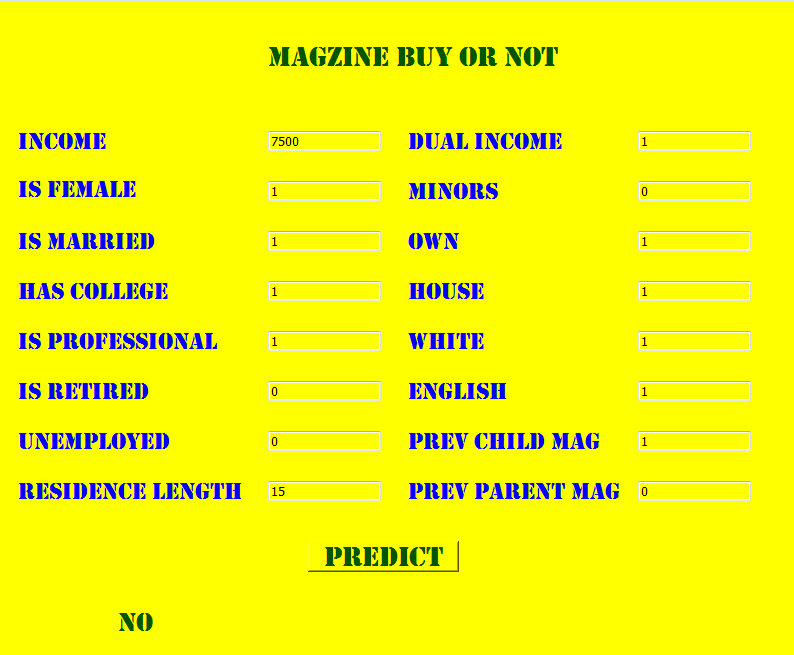 MAGZINE BUY OR NOT
INCOME 7500 DUAL INCOME 1
IS FEMALE 1 MINORS 0
IS MARRIED 1 OWN 1
HAS COLLEGE 1 HOUSE 1
IS PROFESSIONAL 1 WHITE 1
IS RETIRED 0 ENGLISH 1
UNEMPLOYED 0 PREV CHILD MAG 1
RESIDENCE LENGTH 15 PREV PARENT MAG 0
PREDICT
NO